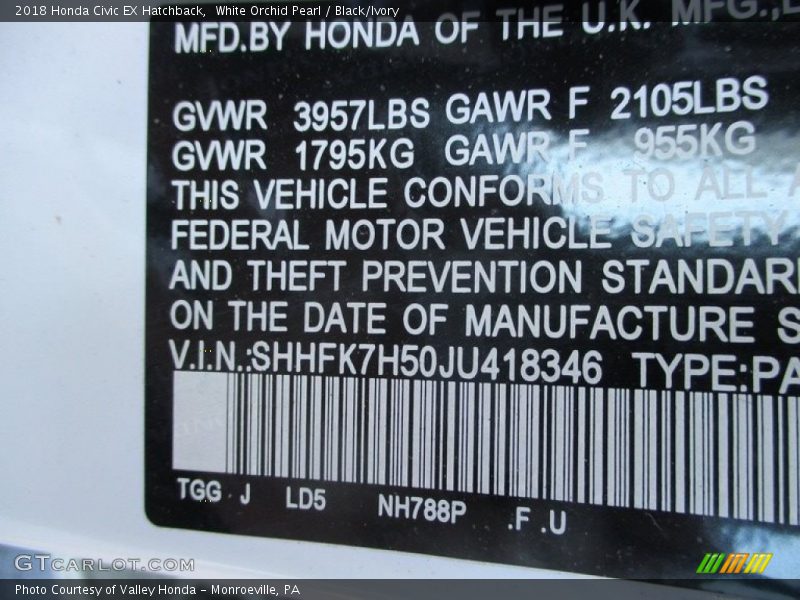 2018 Honda Civic EX Hatchback, White Orchid Pearl / Black/Ivory
MFD.BY HONDA OF THE U.K. MFG.,
GVWR 3957LBS GAWR F 2105LBS
GVWR 1795KG GAWR F 955KG
THIS VEHICLE CONFORMS TO ALL
FEDERAL MOTOR VEHICLE SAFETY
AND THEFT PREVENTION STANDAR
ON THE DATE OF MANUFACTURE S
V.I.N.:SHHFK7H50JU418346 TYPE:PA
TGG J LD5 NH788P .F .U
GTCARLOT.COM
Photo Courtesy of Valley Honda - Monroeville, PA